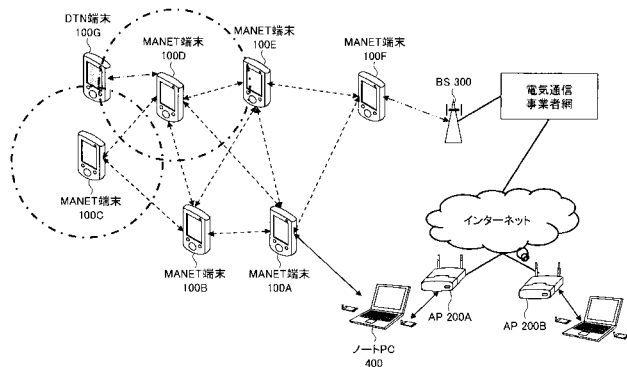 DTN端末
100G
MANET端末
100D
MANET端末
100E
MANET端末
100F
BS 300
電気通信
事業者網
MANET端末
100C
インターネット
MANET端末
100B
MANET端末
100A
AP 200A
AP 200B
ノートPC
400